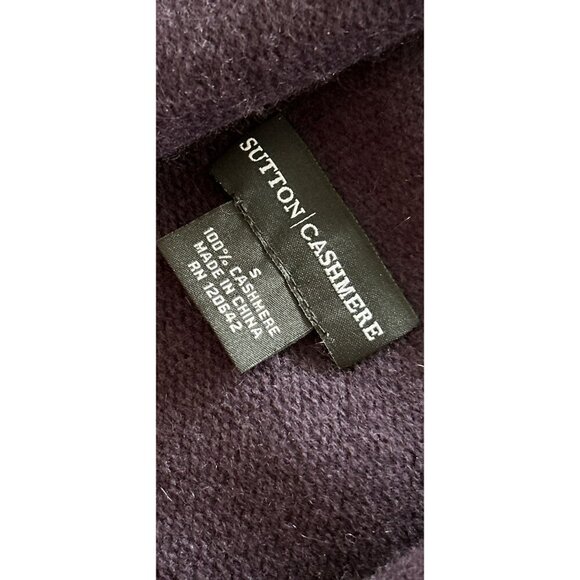 SUTTON|CASHMERE
S
100% CASHMERE
MADE IN CHINA
RN 120642